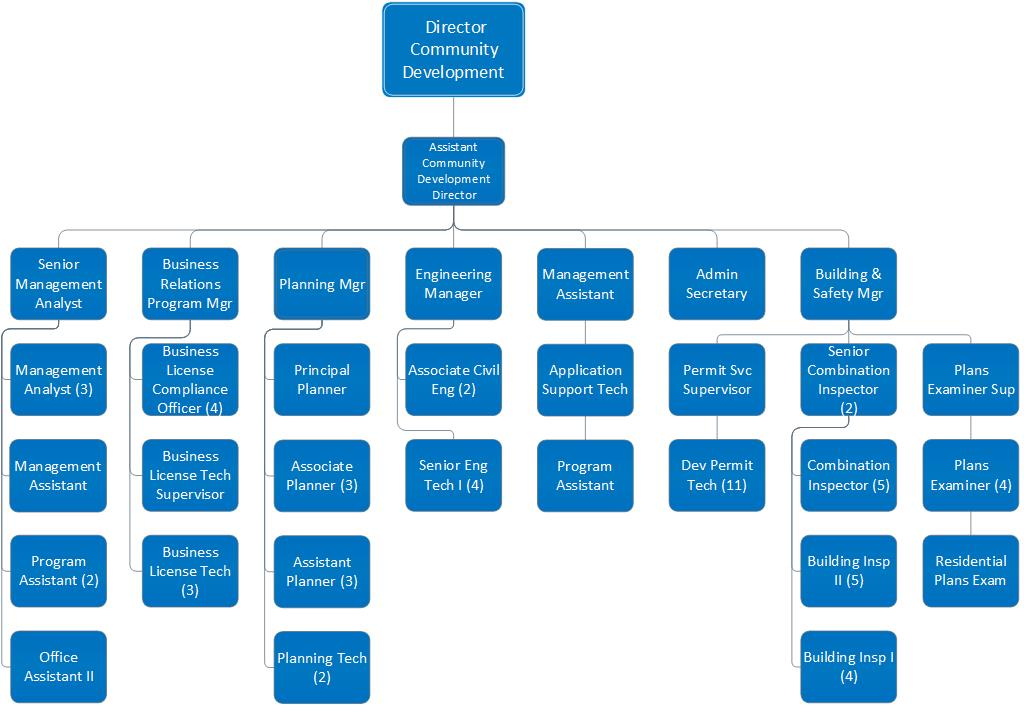 Director
Community
Development
Assistant
Community
Development
Director
Senior
Management
Analyst
Business
Relations
Program Mgr
Planning Mgr
Engineering
Manager
Management
Assistant
Admin
Secretary
Building &
Safety Mgr
Management
Analyst (3)
Business
License
Compliance
Officer (4)
Principal
Planner
Associate Civil
Eng (2)
Application
Support Tech
Permit Svc
Supervisor
Senior
Combination
Inspector
(2)
Plans
Examiner Sup
Management
Assistant
Business
License Tech
Supervisor
Associate
Planner (3)
Senior Eng
Tech I (4)
Program
Assistant
Dev Permit
Tech (11)
Combination
Inspector (5)
Plans
Examiner (4)
Program
Assistant (2)
Business
License Tech
(3)
Assistant
Planner (3)
Building Insp
II (5)
Residential
Plans Exam
Office
Assistant II
Planning Tech
(2)
Building Insp I
(4)